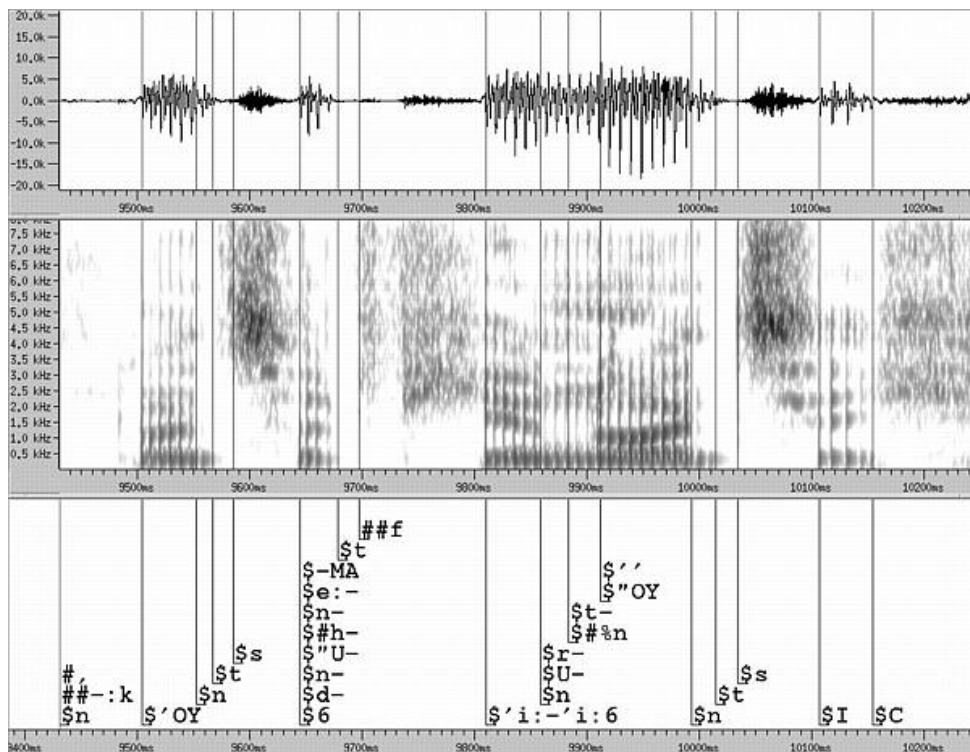 20.0k
15.0k
10.0k
5.0k
0.0k
-5.0k
-10.0k
-15.0k
-20.0k
9500ms 9600ms 9700ms 9800ms 9900ms 10000ms 10100ms 10200ms
7.5 kHz
7.0 kHz
6.5 kHz
6.0 kHz
5.5 kHz
5.0 kHz
4.5 kHz
4.0 kHz
3.5 kHz
3.0 kHz
2.5 kHz
2.0 kHz
1.5 kHz
1.0 kHz
0.5 kHz
9500ms 9600ms 9700ms 9800ms 9900ms 10000ms 10100ms 10200ms
##f
$t
$-MA $''
$e:- $"OY
$n- $t-
$#h- $#%n
$s $"U- $r-
#, $t $n- $U- $s
##-:k $n $d- $n $t
$n $'OY $6 $'i:-'i:6 $n $I $C
9400ms 9500ms 9600ms 9700ms 9800ms 9900ms 10000ms 10100ms 10200ms